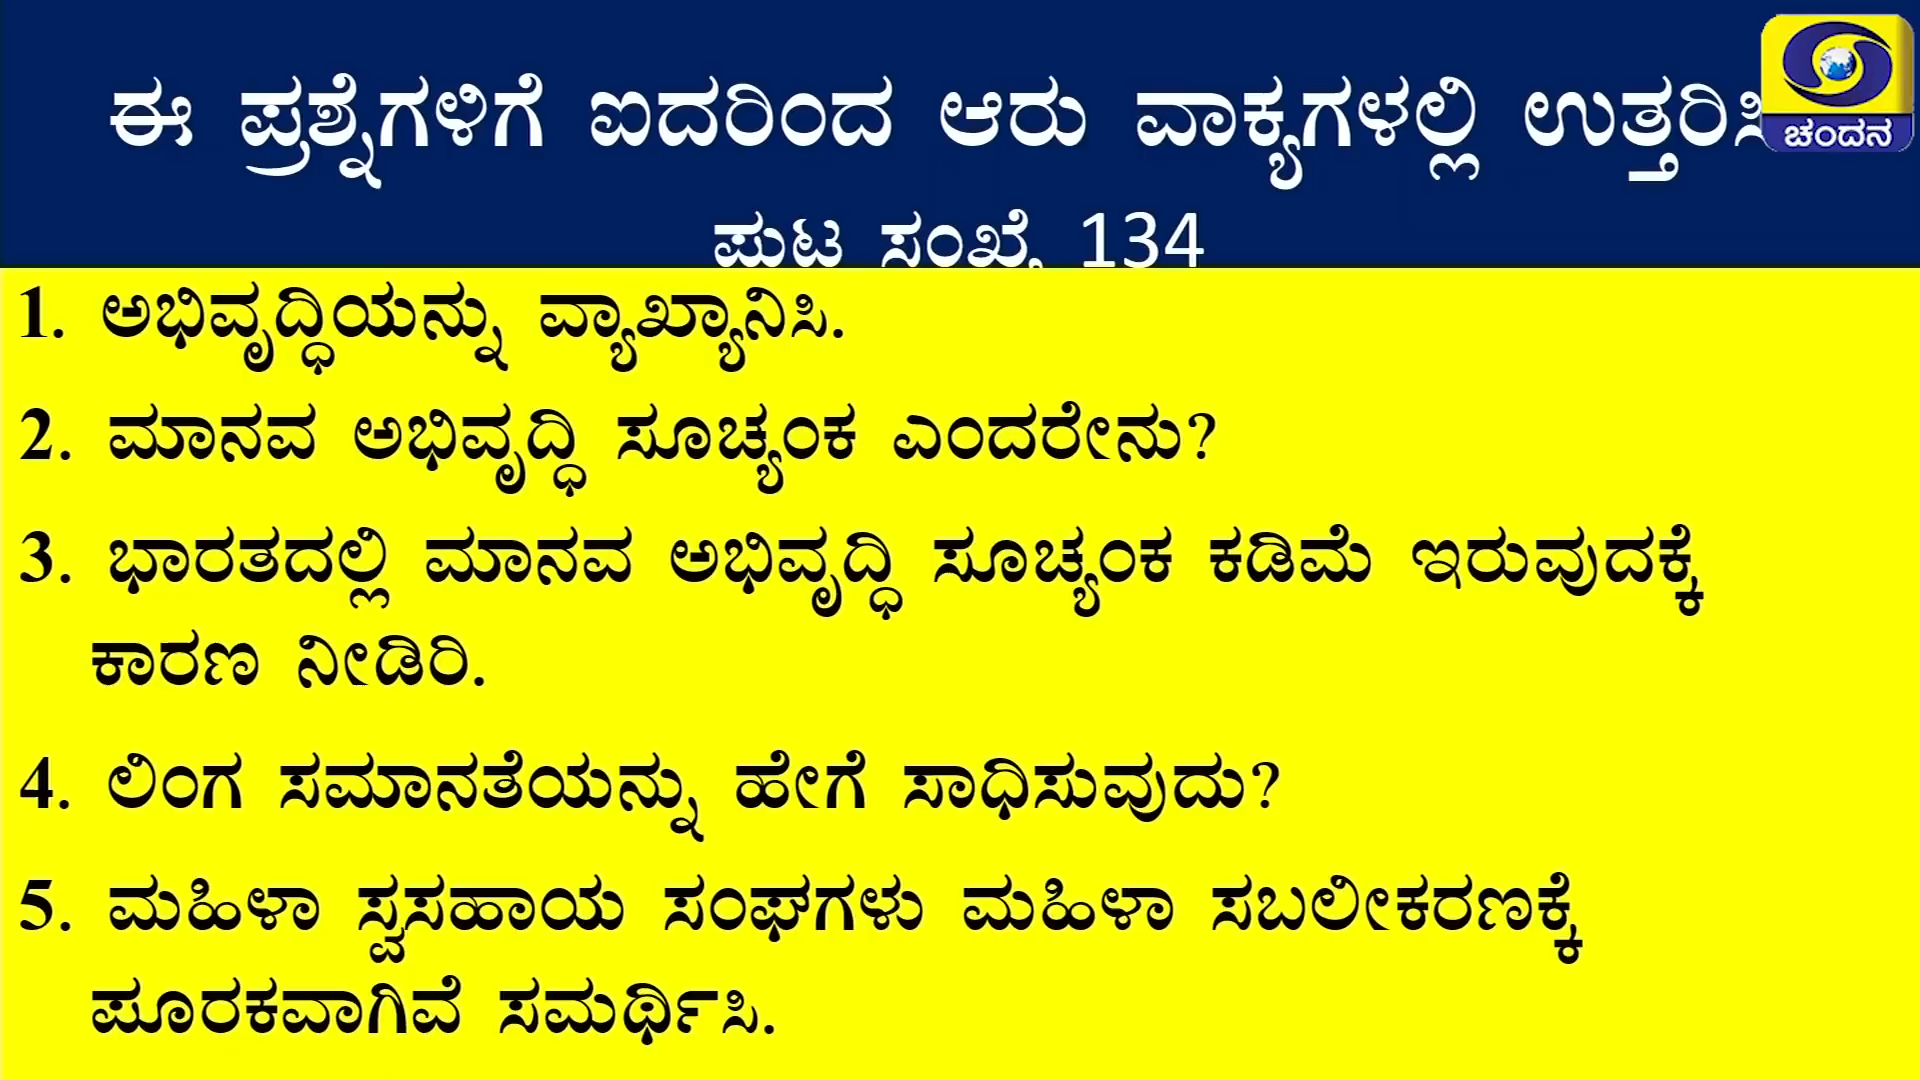 ಈ ಪ್ರಶ್ನೆಗಳಿಗೆ ಐದರಿಂದ ಆರು ವಾಕ್ಯಗಳಲ್ಲಿ ಉತ್ತರಿಸಿ
ಚಂದನ
ಪುಟ ಸಂಖ್ಯೆ 134
1. ಅಭಿವೃದ್ಧಿಯನ್ನು ವ್ಯಾಖ್ಯಾನಿಸಿ.
2. ಮಾನವ ಅಭಿವೃದ್ಧಿ ಸೂಚ್ಯಂಕ ಎಂದರೇನು?
3. ಭಾರತದಲ್ಲಿ ಮಾನವ ಅಭಿವೃದ್ಧಿ ಸೂಚ್ಯಂಕ ಕಡಿಮೆ ಇರುವುದಕ್ಕೆ
ಕಾರಣ ನೀಡಿರಿ.
4. ಲಿಂಗ ಸಮಾನತೆಯನ್ನು ಹೇಗೆ ಸಾಧಿಸುವುದು?
5. ಮಹಿಳಾ ಸ್ವಸಹಾಯ ಸಂಘಗಳು ಮಹಿಳಾ ಸಬಲೀಕರಣಕ್ಕೆ
ಪೂರಕವಾಗಿವೆ ಸಮರ್ಥಿಸಿ.